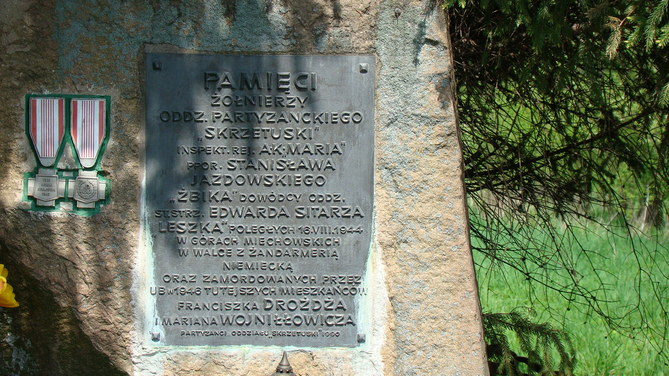 PAMIĘCI
ŻOŁNIERZY
ODDZ. PARTYZANCKIEGO
„SKRZETUSKI"
INSPEKT. REJ. „AK, MARIA"
PPOR. STANISŁAWA
JAZDOWSKIEGO
„ŻBIKA" DOWÓDCY ODDZ.
ST.STRZ. EDWARDA SITARZA
„LESZKA" POLEGŁYCH 16.VIII.1944
W GÓRACH MIECHOWSKICH
W WALCE Z ŻANDARMERIĄ
NIEMIECKĄ
ORAZ ZAMORDOWANYCH PRZEZ
UB W 1946 TUTEJSZYCH MIESZKAŃCÓW
FRANCISZKA DROŻDŻA
I MARIANA WOJNIŁŁOWICZA
PARTYZANCI ODDZIAŁU „SKRZETUSKI" 1990